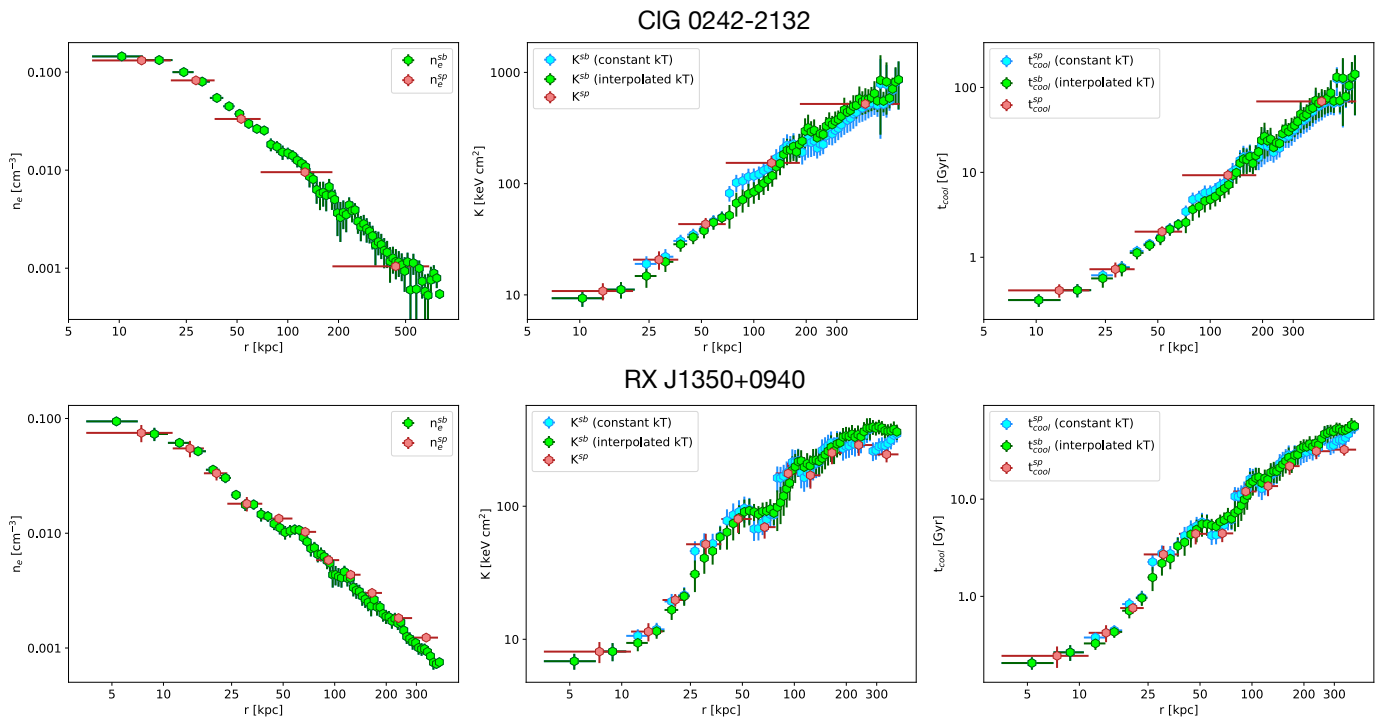 ClG 0242-2132
0.100
0.010
0.001
n_e [cm^−3]
n_e^sb
n_e^sp
5 10 25 50 100 200 500
r [kpc]
1000
100
10
K [keV cm^2]
K^sb (constant kT)
K^sb (interpolated kT)
K^sp
5 10 25 50 100 200 300
r [kpc]
100
10
1
t_cool [Gyr]
t_cool^sp (constant kT)
t_cool^sb (interpolated kT)
t_cool^sp
5 10 25 50 100 200 300
r [kpc]
RX J1350+0940
0.100
0.010
0.001
n_e [cm^−3]
n_e^sb
n_e^sp
5 10 25 50 100 200 300
r [kpc]
100
10
K [keV cm^2]
K^sb (constant kT)
K^sb (interpolated kT)
K^sp
5 10 25 50 100 200 300
r [kpc]
10.0
1.0
t_cool [Gyr]
t_cool^sp (constant kT)
t_cool^sb (interpolated kT)
t_cool^sp
5 10 25 50 100 200 300
r [kpc]